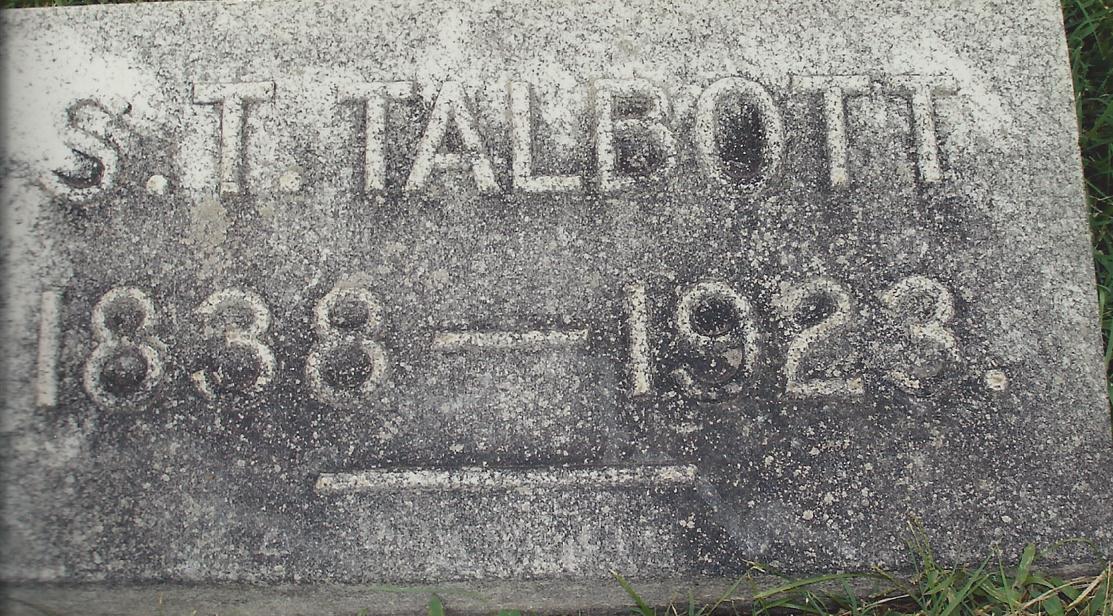 S. T. TALBOTT
1838 — 1923.